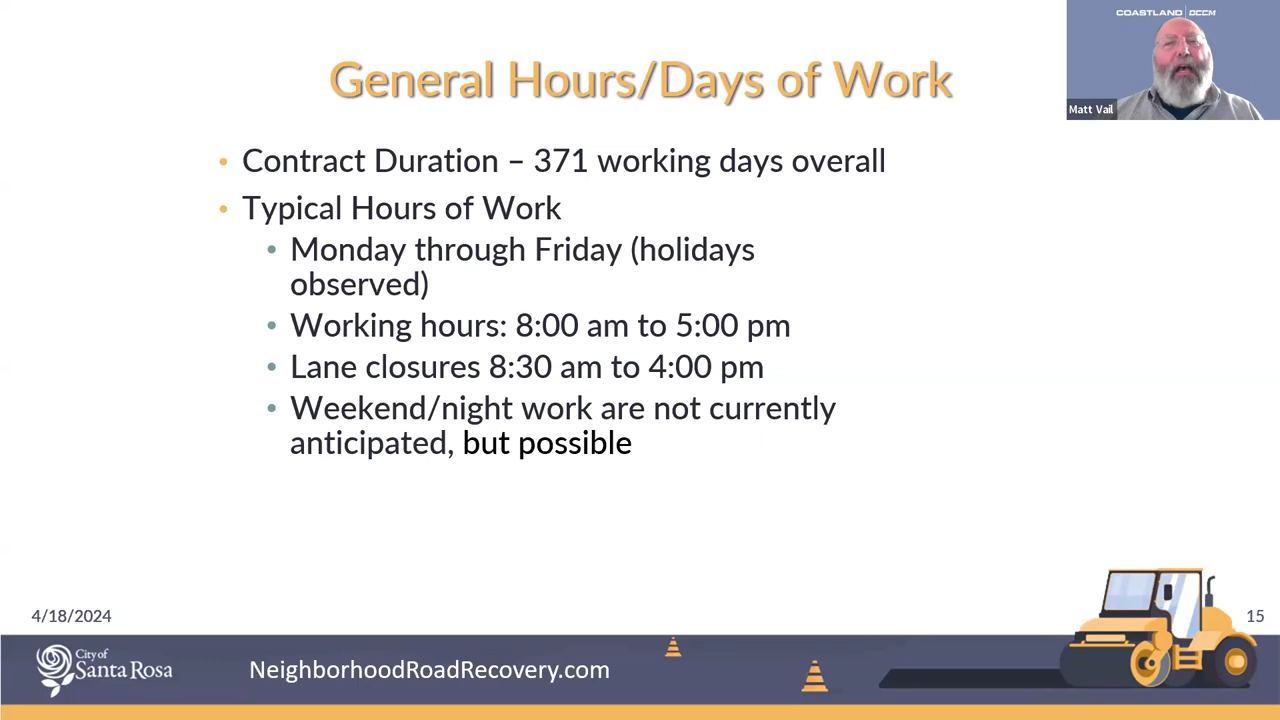 COASTLAND | DCCM
General Hours/Days of Work
Matt Vail
• Contract Duration – 371 working days overall
• Typical Hours of Work
• Monday through Friday (holidays
observed)
• Working hours: 8:00 am to 5:00 pm
• Lane closures 8:30 am to 4:00 pm
• Weekend/night work are not currently
anticipated, but possible
4/18/2024
15
City of
Santa Rosa
NeighborhoodRoadRecovery.com